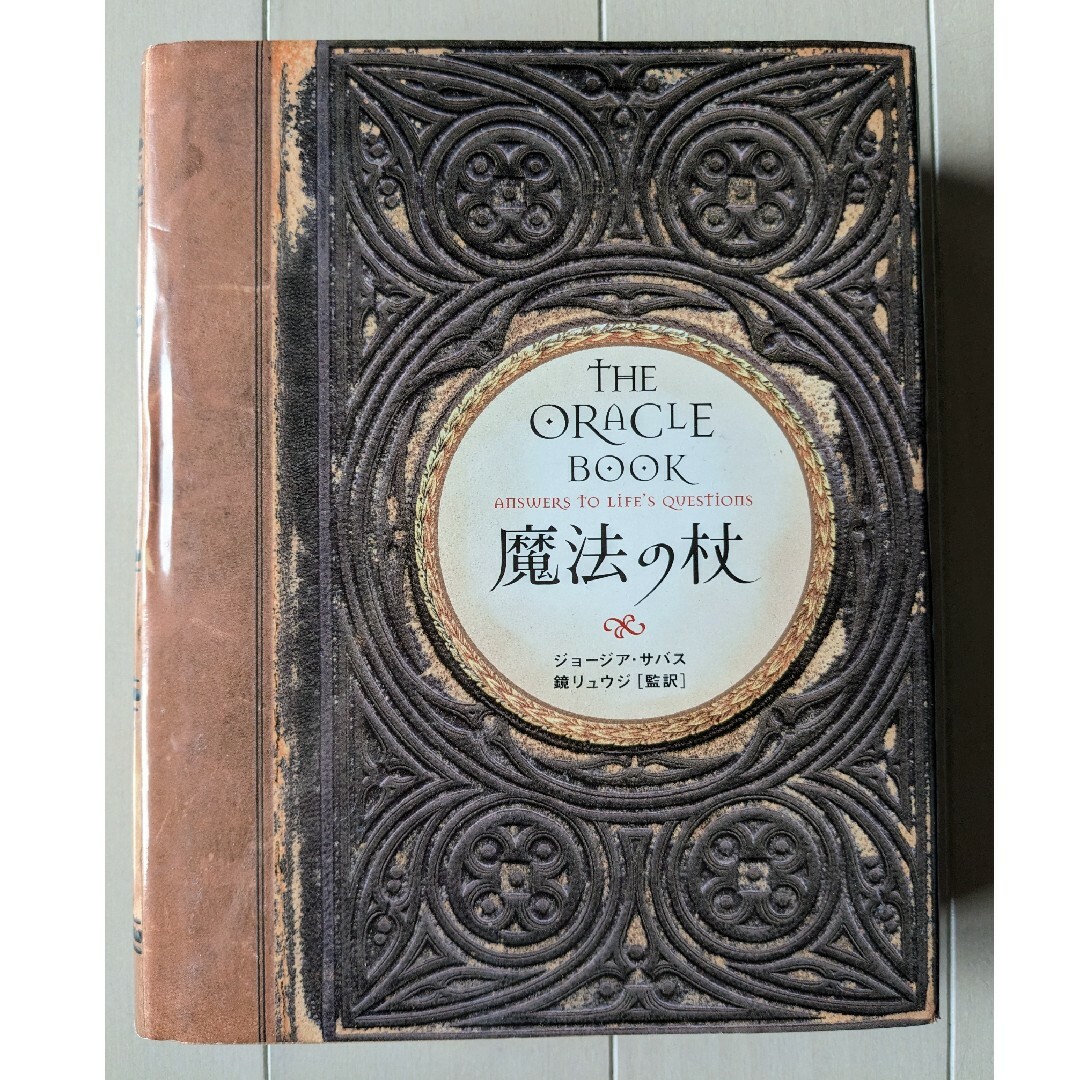 THE
ORACLE
BOOK
ANSWERS TO LIFE'S QUESTIONS
魔法の杖
ジョージア・サバス
鏡リュウジ[監訳]